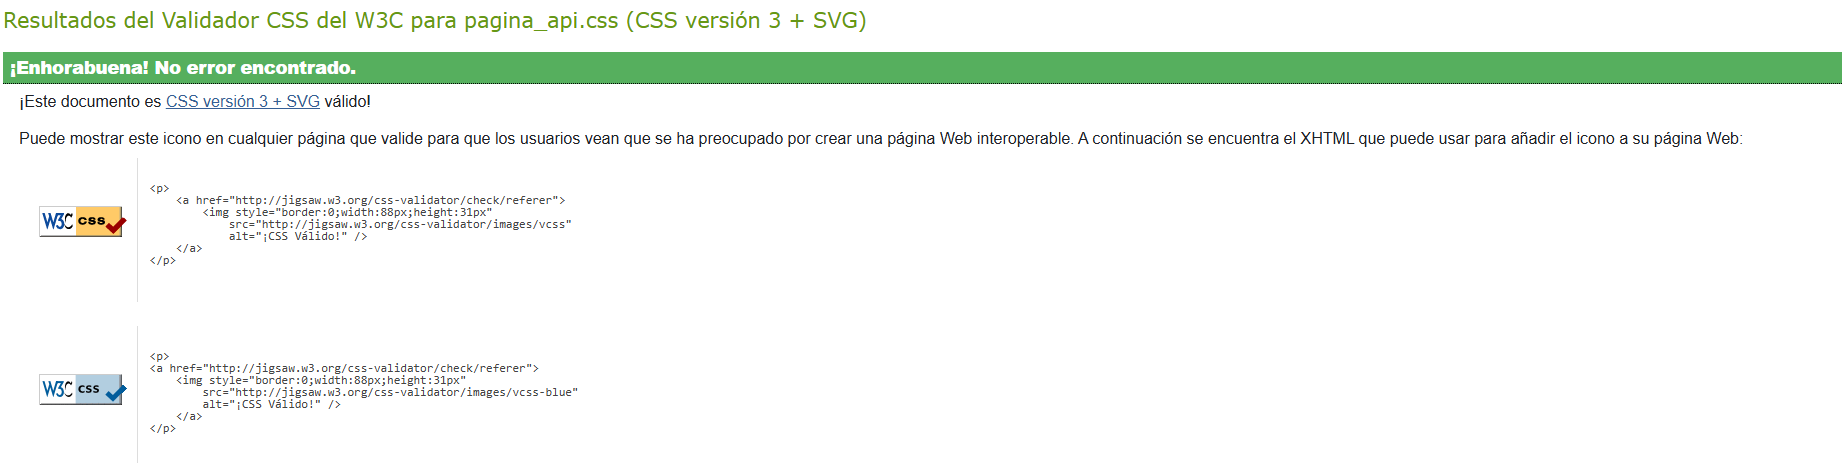 Resultados del Validador CSS del W3C para pagina_api.css (CSS versión 3 + SVG)
¡Enhorabuena! No error encontrado.
¡Este documento es CSS versión 3 + SVG válido!
Puede mostrar este icono en cualquier página que valide para que los usuarios vean que se ha preocupado por crear una página Web interoperable. A continuación se encuentra el XHTML que puede usar para añadir el icono a su página Web:
W3C css
<p>
<a href="http://jigsaw.w3.org/css-validator/check/referer">
<img style="border:0;width:88px;height:31px"
src="http://jigsaw.w3.org/css-validator/images/vcss"
alt="¡CSS Válido!" />
</a>
</p>
W3C css
<p>
<a href="http://jigsaw.w3.org/css-validator/check/referer">
<img style="border:0;width:88px;height:31px"
src="http://jigsaw.w3.org/css-validator/images/vcss-blue"
alt="¡CSS Válido!" />
</a>
</p>